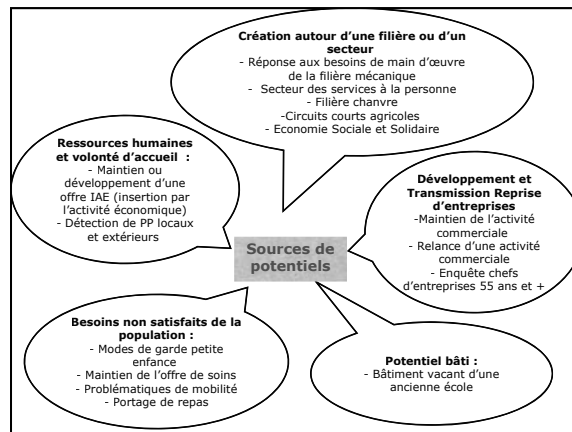 Création autour d'une filière ou d'un
secteur
- Réponse aux besoins de main d'œuvre
de la filière mécanique
- Secteur des services à la personne
- Filière chanvre
-Circuits courts agricoles
- Economie Sociale et Solidaire
Ressources humaines
et volonté d'accueil :
- Maintien ou
développement d'une
offre IAE (insertion par
l'activité économique)
- Détection de PP locaux
et extérieurs
Développement et
Transmission Reprise
d'entreprises
-Maintien de l'activité
commerciale
- Relance d'une activité
commerciale
- Enquête chefs
d'entreprises 55 ans et +
Sources de
potentiels
Besoins non satisfaits de la
population :
- Modes de garde petite
enfance
- Maintien de l'offre de soins
- Problématiques de mobilité
- Portage de repas
Potentiel bâti :
- Bâtiment vacant d'une
ancienne école